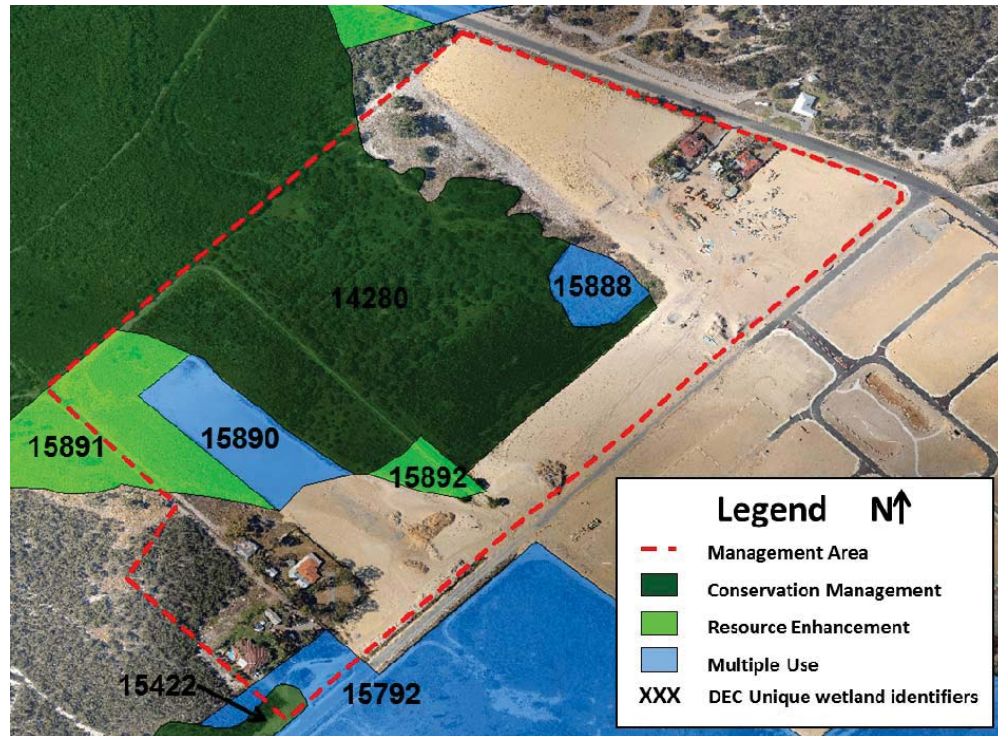 14280
15888
15891
15890
15892
15422
15792
Legend N↑
Management Area
Conservation Management
Resource Enhancement
Multiple Use
XXX DEC Unique wetland identifiers